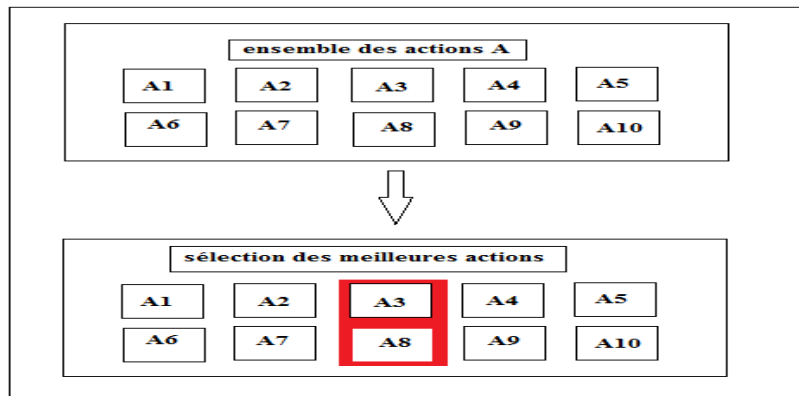 ensemble des actions A
A1 A2 A3 A4 A5
A6 A7 A8 A9 A10
sélection des meilleures actions
A1 A2 A3 A4 A5
A6 A7 A8 A9 A10